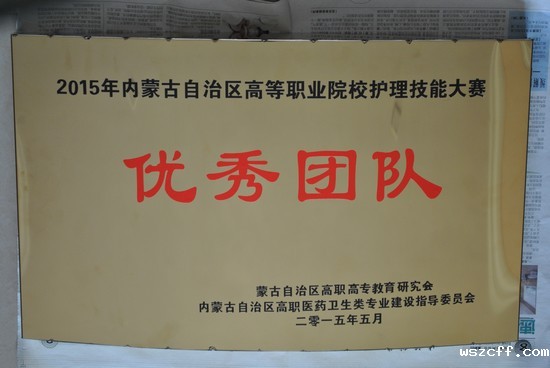 2015年内蒙古自治区高等职业院校护理技能大赛
优秀团队
蒙古自治区高职高专教育研究会
内蒙古自治区高职医药卫生类专业建设指导委员会
二零一五年五月
www.wszcff.com